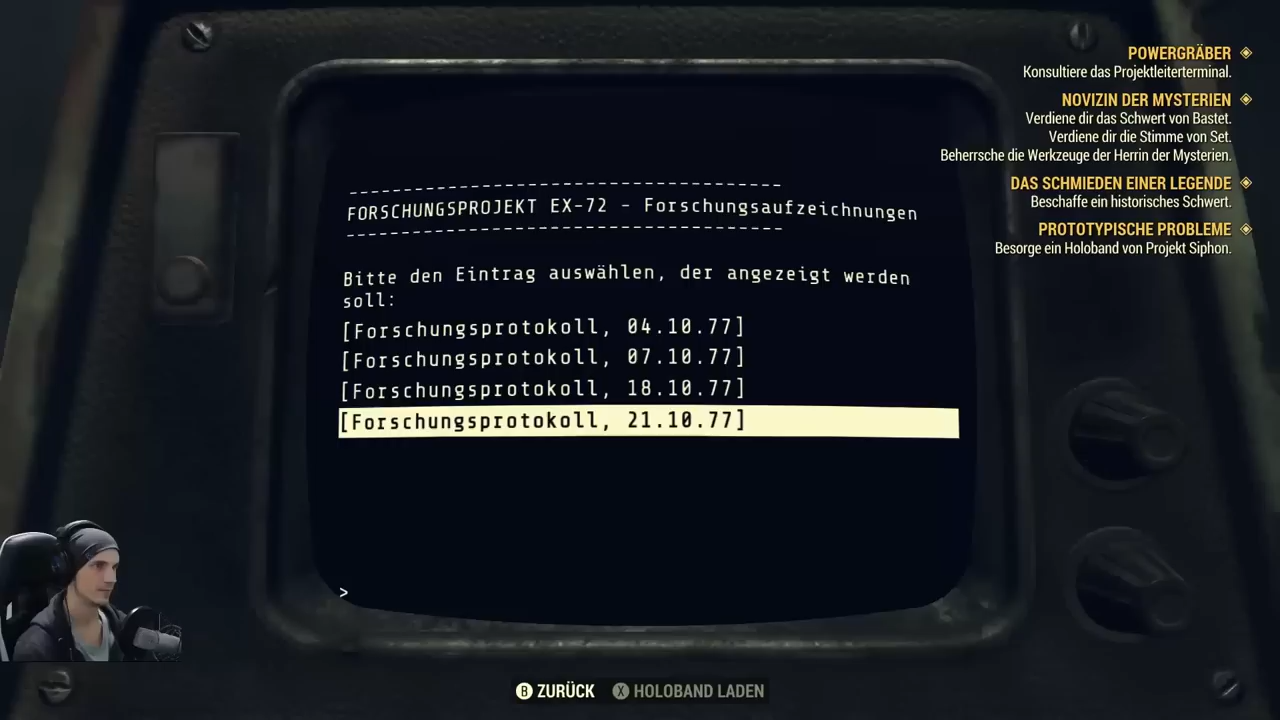 POWERGRÄBER
Konsultiere das Projektleiterterminal.
NOVIZIN DER MYSTERIEN
Verdiene dir das Schwert von Bastet.
Verdiene dir die Stimme von Set.
Beherrsche die Werkzeuge der Herrin der Mysterien.
DAS SCHMIEDEN EINER LEGENDE
Beschaffe ein historisches Schwert.
PROTOTYPISCHE PROBLEME
Besorge ein Holoband von Projekt Siphon.
------------------------------------
FORSCHUNGSPROJEKT EX-72 - Forschungsaufzeichnungen
------------------------------------
Bitte den Eintrag auswählen, der angezeigt werden
soll:
[Forschungsprotokoll, 04.10.77]
[Forschungsprotokoll, 07.10.77]
[Forschungsprotokoll, 18.10.77]
[Forschungsprotokoll, 21.10.77]
>
B ZURÜCK X HOLOBAND LADEN